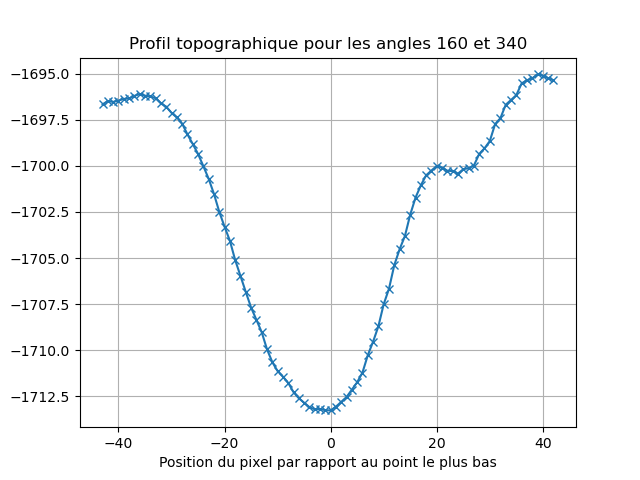 Profil topographique pour les angles 160 et 340
−1695.0
−1697.5
−1700.0
−1702.5
−1705.0
−1707.5
−1710.0
−1712.5
−40 −20 0 20 40
Position du pixel par rapport au point le plus bas